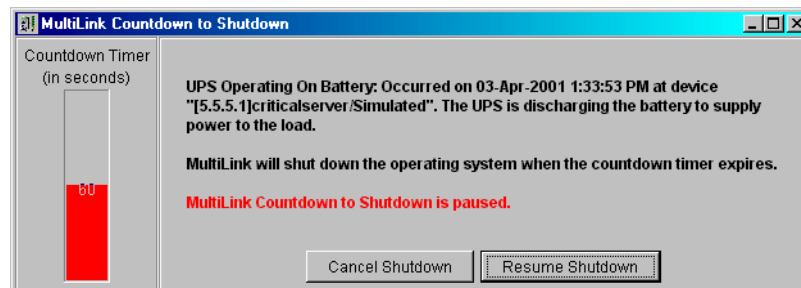 MultiLink Countdown to Shutdown
Countdown Timer
(in seconds)
60
UPS Operating On Battery: Occurred on 03-Apr-2001 1:33:53 PM at device
"[5.5.5.1]criticalserver/Simulated". The UPS is discharging the battery to supply
power to the load.
MultiLink will shut down the operating system when the countdown timer expires.
MultiLink Countdown to Shutdown is paused.
Cancel Shutdown
Resume Shutdown